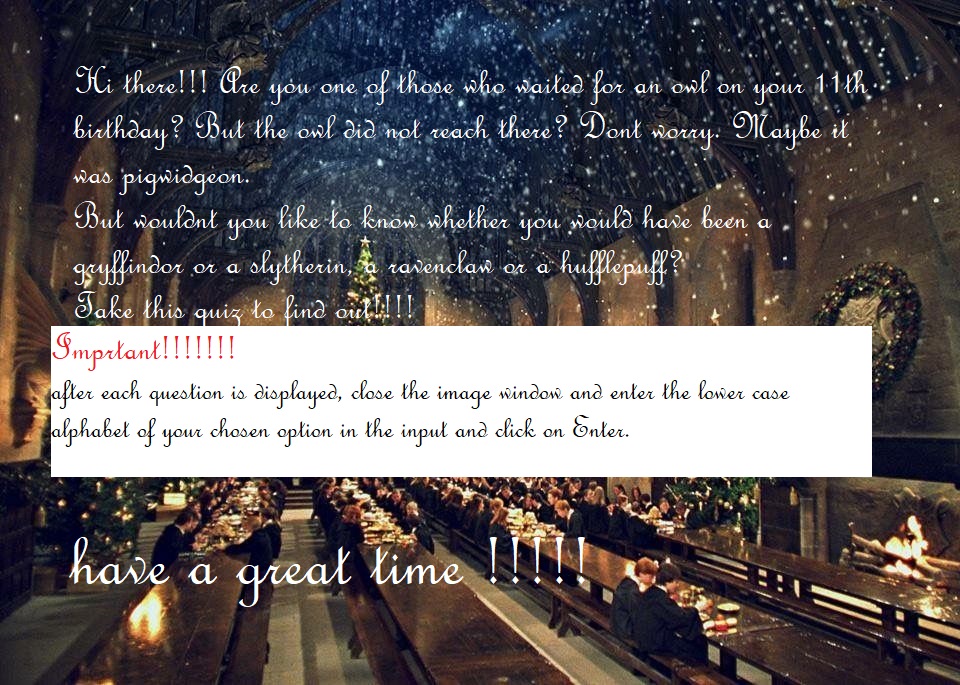 Hi there!!! Are you one of those who waited for an owl on your 11th
birthday? But the owl did not reach there? Dont worry. Maybe it
was pigwidgeon.
But wouldnt you like to know whether you would have been a
gryffindor or a slytherin, a ravenclaw or a hufflepuff?
Take this quiz to find out!!!!
Imprtant!!!!!!!
after each question is displayed, close the image window and enter the lower case
alphabet of your chosen option in the input and click on Enter.
have a great time !!!!!